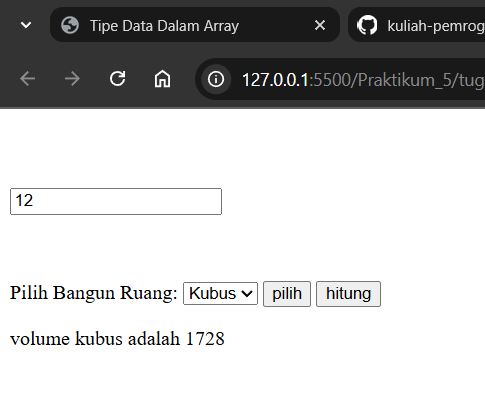 Tipe Data Dalam Array
kuliah-pemrog
127.0.0.1:5500/Praktikum_5/tug
12
Pilih Bangun Ruang: Kubus pilih hitung
volume kubus adalah 1728